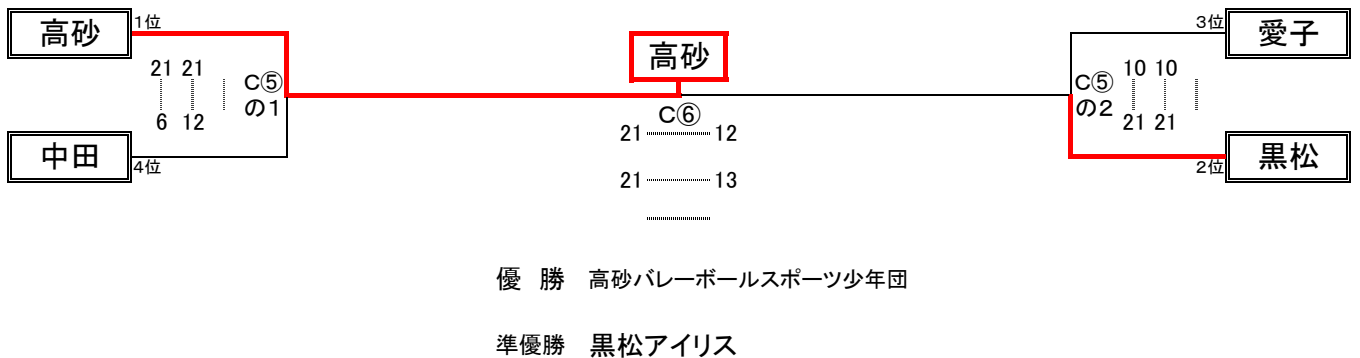 高砂 1位
21 21
6 12
C⑤
の1
中田 4位
高砂
C⑥
21 12
21 13
3位 愛子
C⑤
の2
10 10
21 21
2位 黒松
優 勝 高砂バレーボールスポーツ少年団
準優勝 黒松アイリス